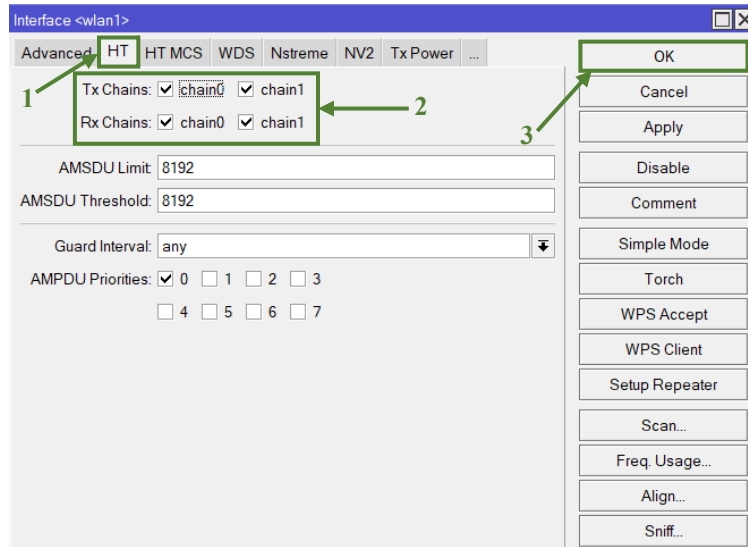 Interface <wlan1>
Advanced HT HT MCS WDS Nstreme NV2 Tx Power ...
1
Tx Chains: chain0 chain1
Rx Chains: chain0 chain1
2
AMSDU Limit: 8192
AMSDU Threshold: 8192
Guard Interval: any
AMPDU Priorities: 0 1 2 3
4 5 6 7
OK
3
Cancel
Apply
Disable
Comment
Simple Mode
Torch
WPS Accept
WPS Client
Setup Repeater
Scan...
Freq. Usage...
Align...
Sniff...